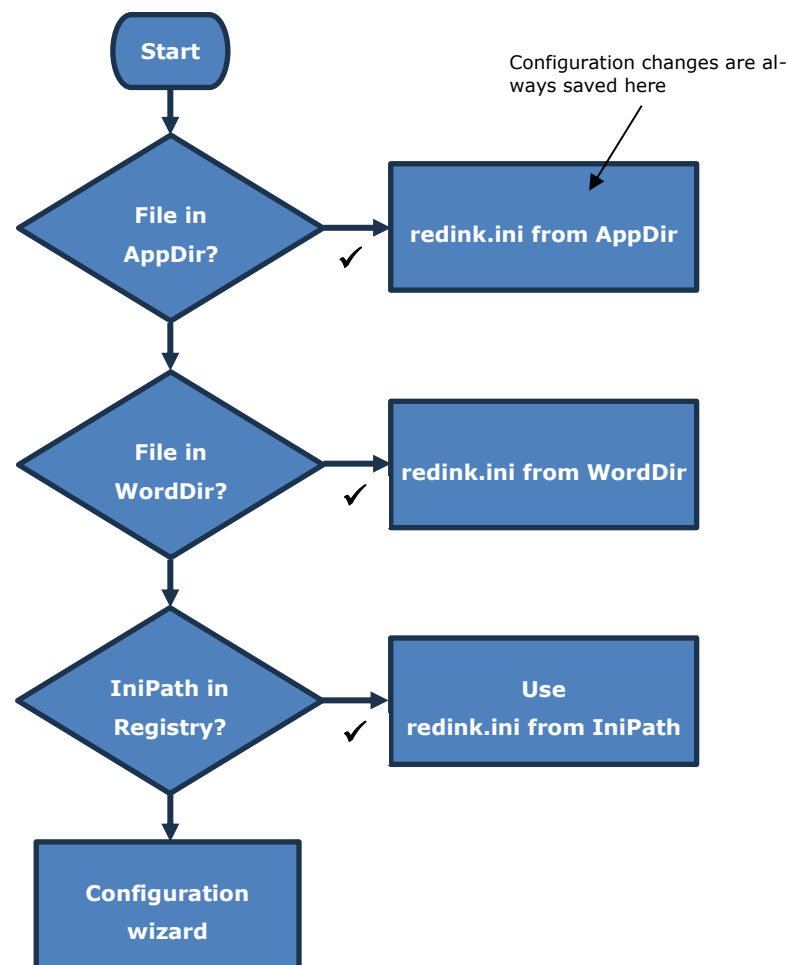 Start
Configuration changes are al-
ways saved here
File in
AppDir?
redink.ini from AppDir
File in
WordDir?
redink.ini from WordDir
IniPath in
Registry?
Use
redink.ini from IniPath
Configuration
wizard